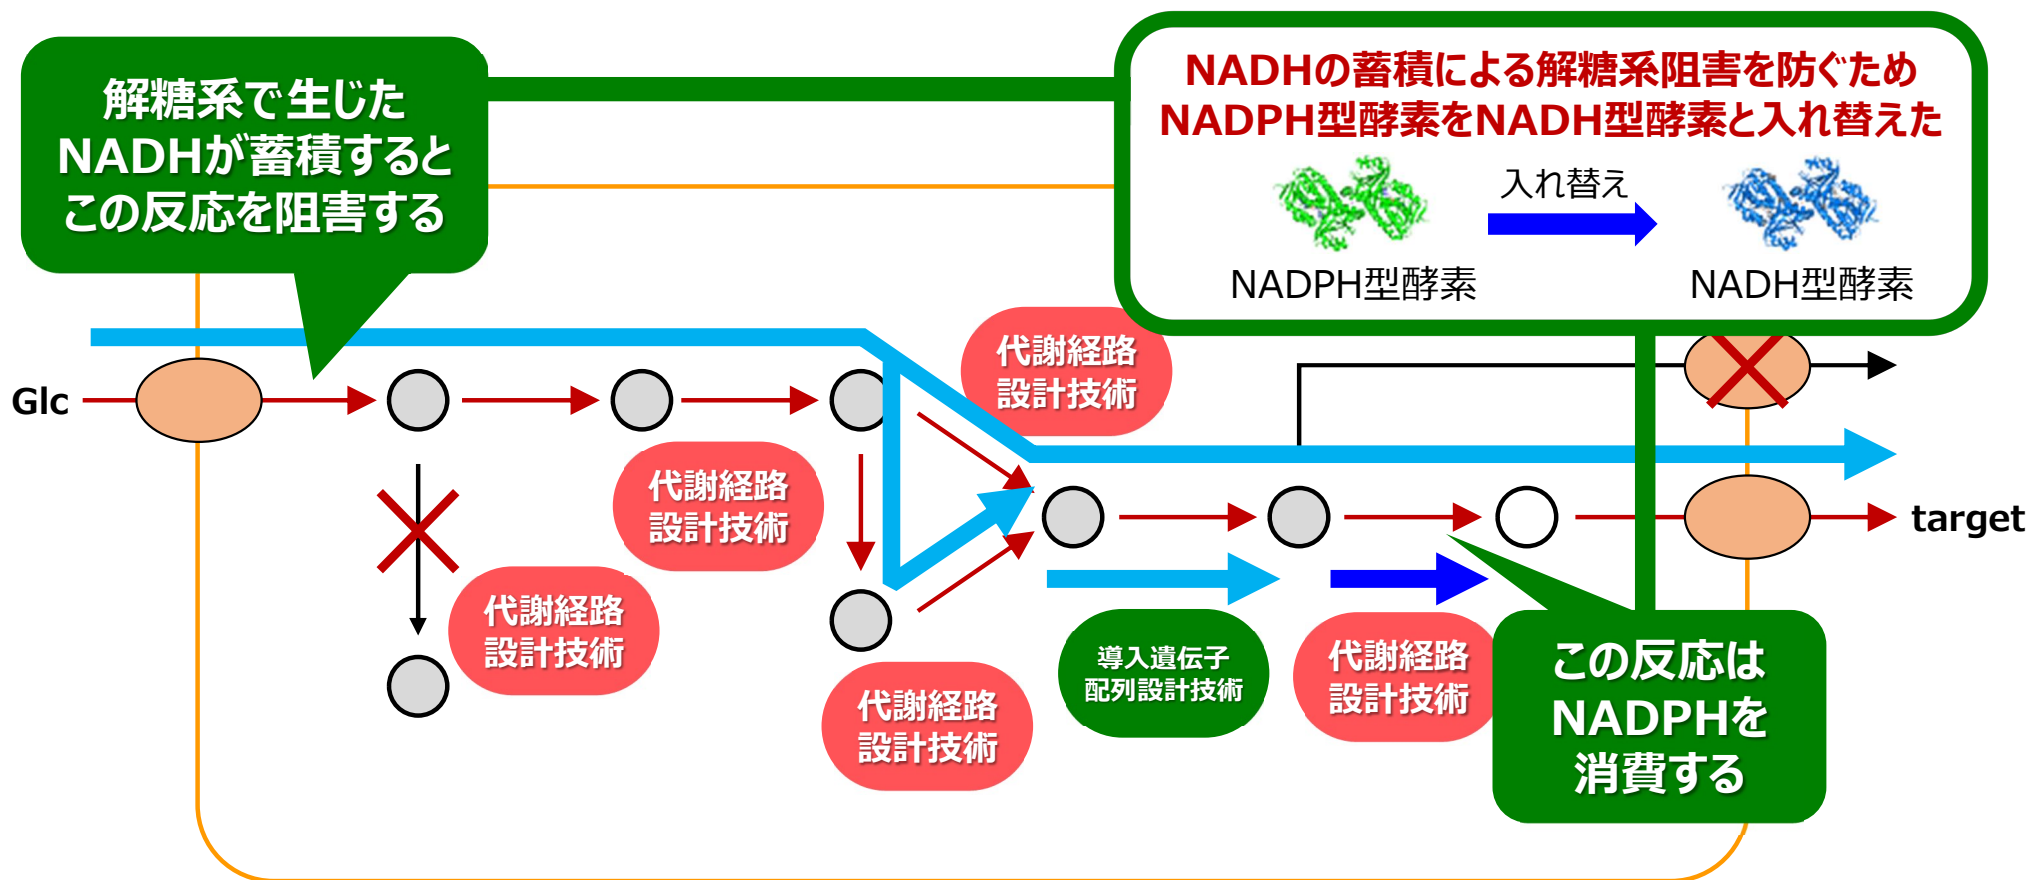 解糖系で生じた
NADHが蓄積すると
この反応を阻害する
NADHの蓄積による解糖系阻害を防ぐため
NADPH型酵素をNADH型酵素と入れ替えた
入れ替え
NADPH型酵素
NADH型酵素
代謝経路
設計技術
Glc
代謝経路
設計技術
target
代謝経路
設計技術
代謝経路
設計技術
導入遺伝子
配列設計技術
代謝経路
設計技術
この反応は
NADPHを
消費する